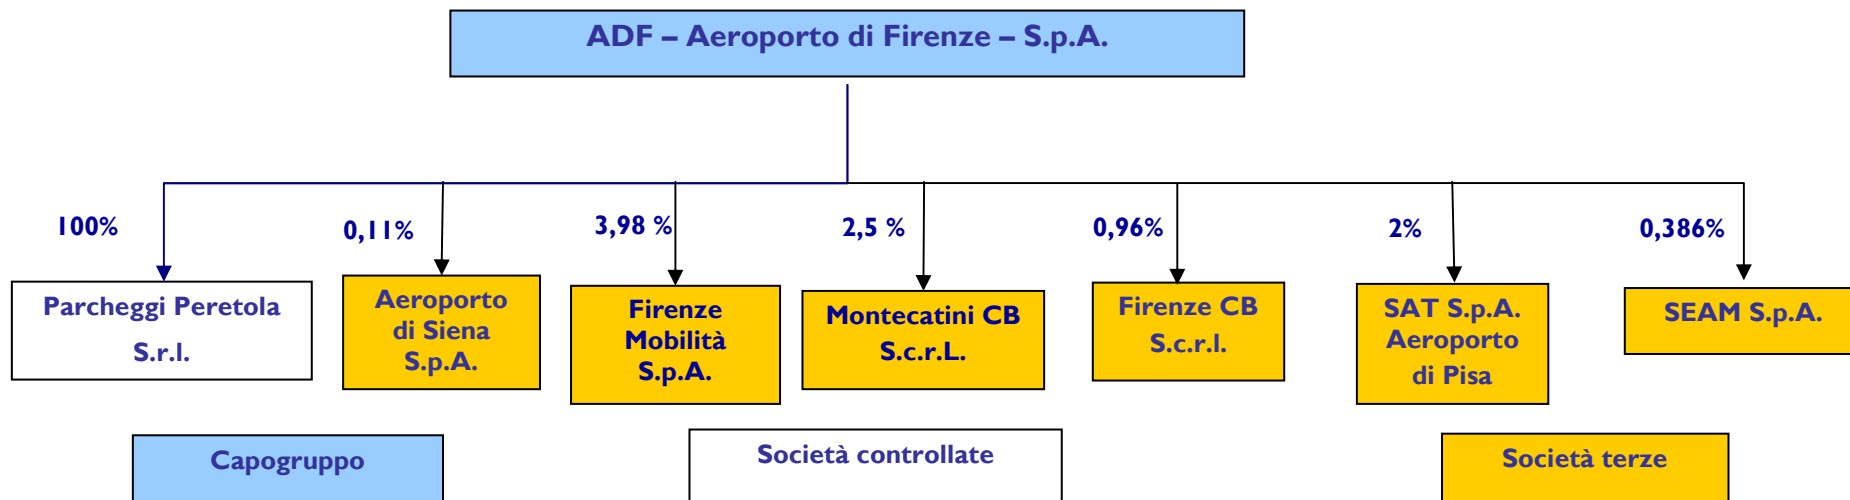 ADF – Aeroporto di Firenze – S.p.A.
100%
0,11%
3,98 %
2,5 %
0,96%
2%
0,386%
Parcheggi Peretola
S.r.l.
Aeroporto
di Siena
S.p.A.
Firenze
Mobilità
S.p.A.
Montecatini CB
S.c.r.L.
Firenze CB
S.c.r.l.
SAT S.p.A.
Aeroporto
di Pisa
SEAM S.p.A.
Capogruppo
Società controllate
Società terze